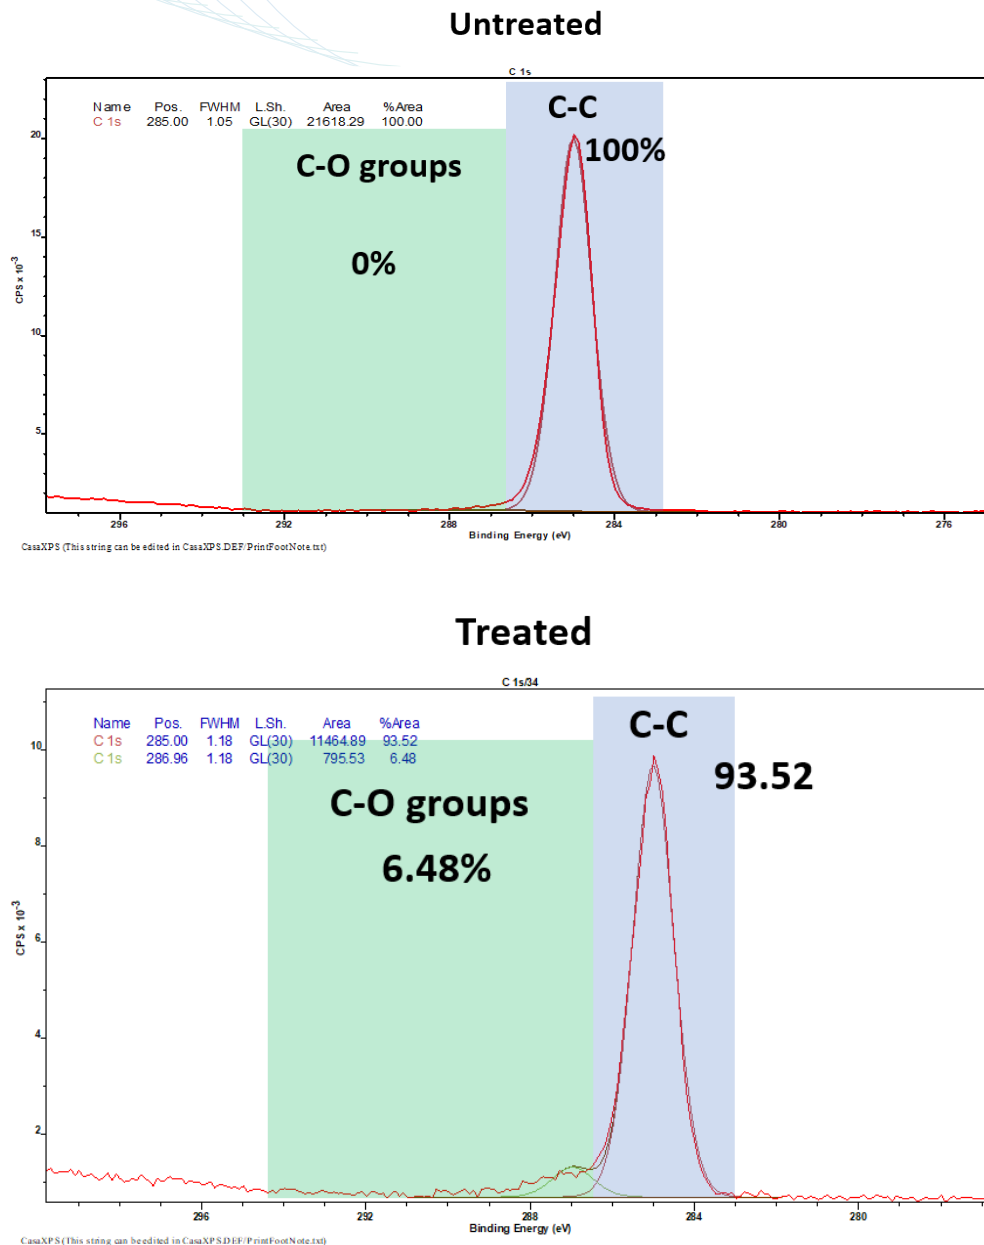 Untreated
C 1s
Name Pos. FWHM L.Sh. Area %Area
C 1s 285.00 1.05 GL(30) 21618.29 100.00
C-C
100%
C-O groups
0%
20
15
10
5
CPS x 10⁻³
296 292 288 284 280 276
Binding Energy (eV)
CasaXPS (This string can be edited in CasaXPS.DEF/PrintFootNote.txt)
Treated
C 1s/34
Name Pos. FWHM L.Sh. Area %Area
C 1s 285.00 1.18 GL(30) 11464.89 93.52
C 1s 286.96 1.18 GL(30) 795.53 6.48
C-C
93.52
C-O groups
6.48%
10
8
6
4
2
CPS x 10⁻³
296 292 288 284 280
Binding Energy (eV)
CasaXPS (This string can be edited in CasaXPS.DEF/PrintFootNote.txt)